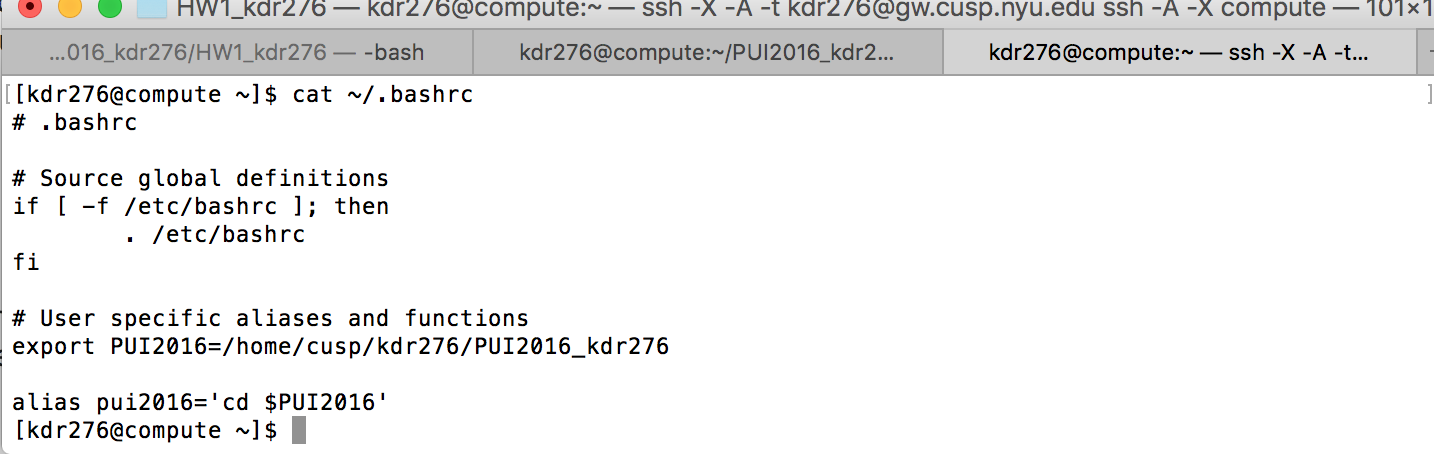 HW1_kdr276 — kdr276@compute:~ — ssh -X -A -t kdr276@gw.cusp.nyu.edu ssh -A -X compute — 101×1
...016_kdr276/HW1_kdr276 — -bash
kdr276@compute:~/PUI2016_kdr2...
kdr276@compute:~ — ssh -X -A -t...
[[kdr276@compute ~]$ cat ~/.bashrc ]
# .bashrc
# Source global definitions
if [ -f /etc/bashrc ]; then
. /etc/bashrc
fi
# User specific aliases and functions
export PUI2016=/home/cusp/kdr276/PUI2016_kdr276
alias pui2016='cd $PUI2016'
[kdr276@compute ~]$